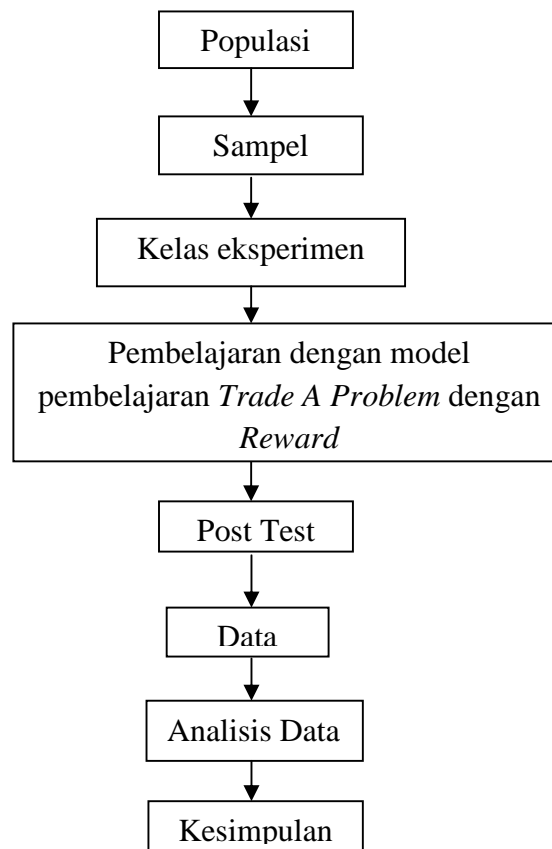 Populasi
Sampel
Kelas eksperimen
Pembelajaran dengan model
pembelajaran Trade A Problem dengan
Reward
Post Test
Data
Analisis Data
Kesimpulan